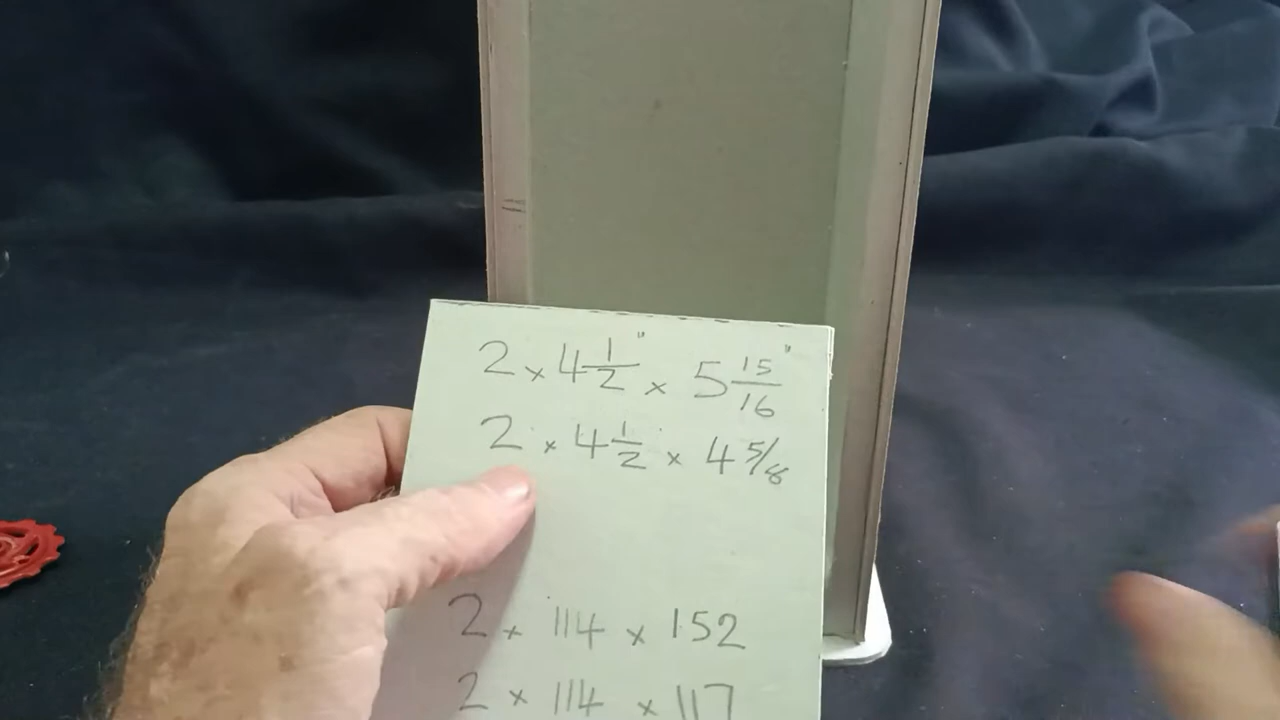 2 x 4 1/2" x 5 15/16"
2 x 4 1/2 x 4 5/8
2 x 114 x 152
2 x 114 x 117